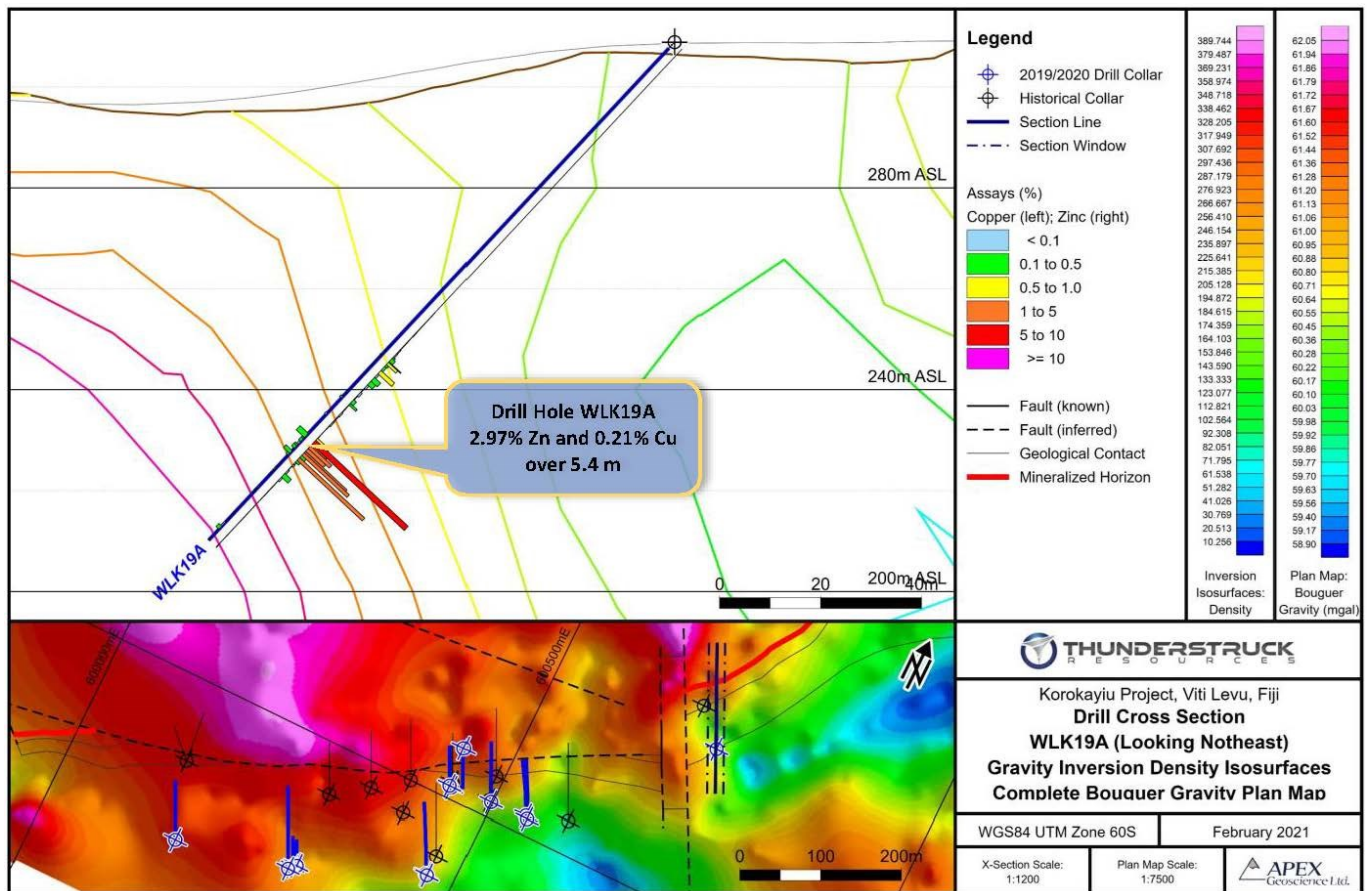 280m ASL
240m ASL
200m ASL
0 20 40m
Drill Hole WLK19A
2.97% Zn and 0.21% Cu
over 5.4 m
WLK19A
Legend
2019/2020 Drill Collar
Historical Collar
Section Line
Section Window
Assays (%)
Copper (left); Zinc (right)
< 0.1
0.1 to 0.5
0.5 to 1.0
1 to 5
5 to 10
>= 10
Fault (known)
Fault (inferred)
Geological Contact
Mineralized Horizon
389.744
379.487
369.231
358.974
348.718
338.462
328.205
317.949
307.692
297.436
287.179
276.923
266.667
256.410
246.154
235.897
225.641
215.385
205.128
194.872
184.615
174.359
164.103
153.846
143.590
133.333
123.077
112.821
102.564
92.308
82.051
71.795
61.538
51.282
41.026
30.769
20.513
10.256
Inversion
Isosurfaces:
Density
62.05
61.94
61.86
61.79
61.72
61.67
61.60
61.52
61.44
61.36
61.28
61.20
61.13
61.06
61.00
60.95
60.88
60.80
60.71
60.64
60.55
60.45
60.36
60.28
60.22
60.17
60.10
60.03
59.98
59.92
59.86
59.77
59.70
59.63
59.56
59.40
59.17
58.90
Plan Map:
Bouguer
Gravity (mgal)
600500mE
N
0 100 200m
THUNDERSTRUCK
RESOURCES
Korokayiu Project, Viti Levu, Fiji
Drill Cross Section
WLK19A (Looking Notheast)
Gravity Inversion Density Isosurfaces
Complete Bouguer Gravity Plan Map
WGS84 UTM Zone 60S
February 2021
X-Section Scale:
1:1200
Plan Map Scale:
1:7500
APEX
Geoscience Ltd.